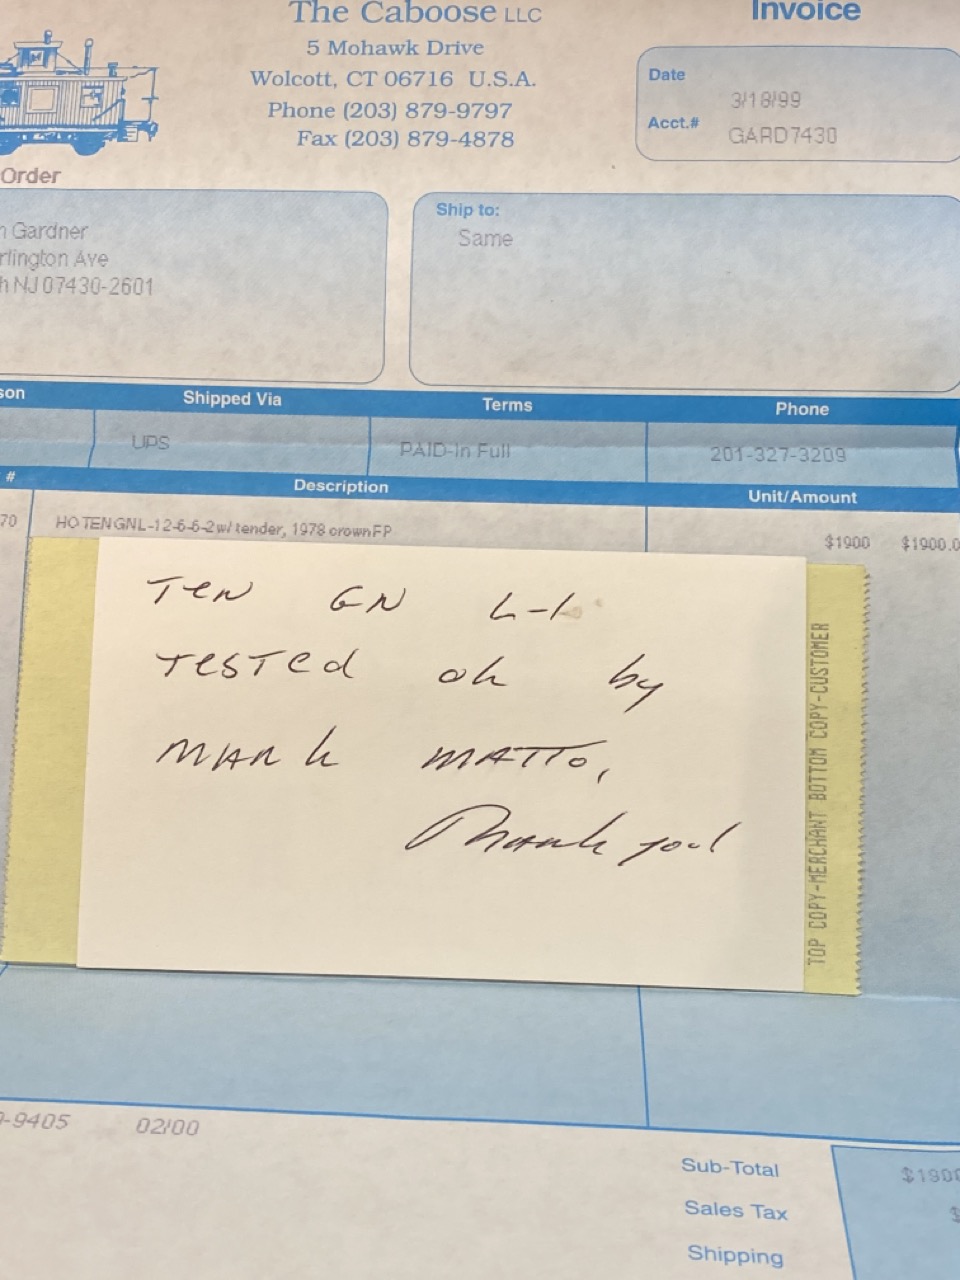 The Caboose LLC
5 Mohawk Drive
Wolcott, CT 06716 U.S.A.
Phone (203) 879-9797
Fax (203) 879-4878
Invoice
Date
3/18/99
Acct.#
GARD7430
Order
n Gardner
rlington Ave
h NJ 07430-2601
Ship to:
Same
son Shipped Via Terms Phone
UPS PAID-In Full 201-327-3209
# Description Unit/Amount
70 HO TEN GN L-1 2-6-6-2 w/ tender, 1978 crown FP $1900 $1900.0
Ten GN L-1
Tested ok by
Mark Matto,
Thank you!
TOP COPY-MERCHANT BOTTOM COPY-CUSTOMER
-9405 02/00
Sub-Total $1900
Sales Tax $
Shipping